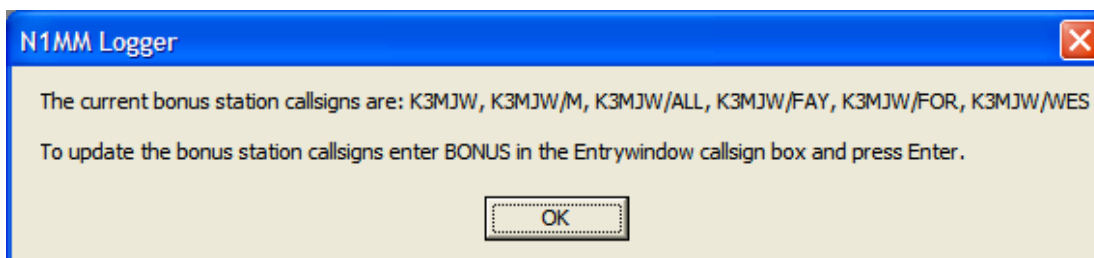 N1MM Logger
The current bonus station callsigns are: K3MJW, K3MJW/M, K3MJW/ALL, K3MJW/FAY, K3MJW/FOR, K3MJW/WES
To update the bonus station callsigns enter BONUS in the Entrywindow callsign box and press Enter.
OK